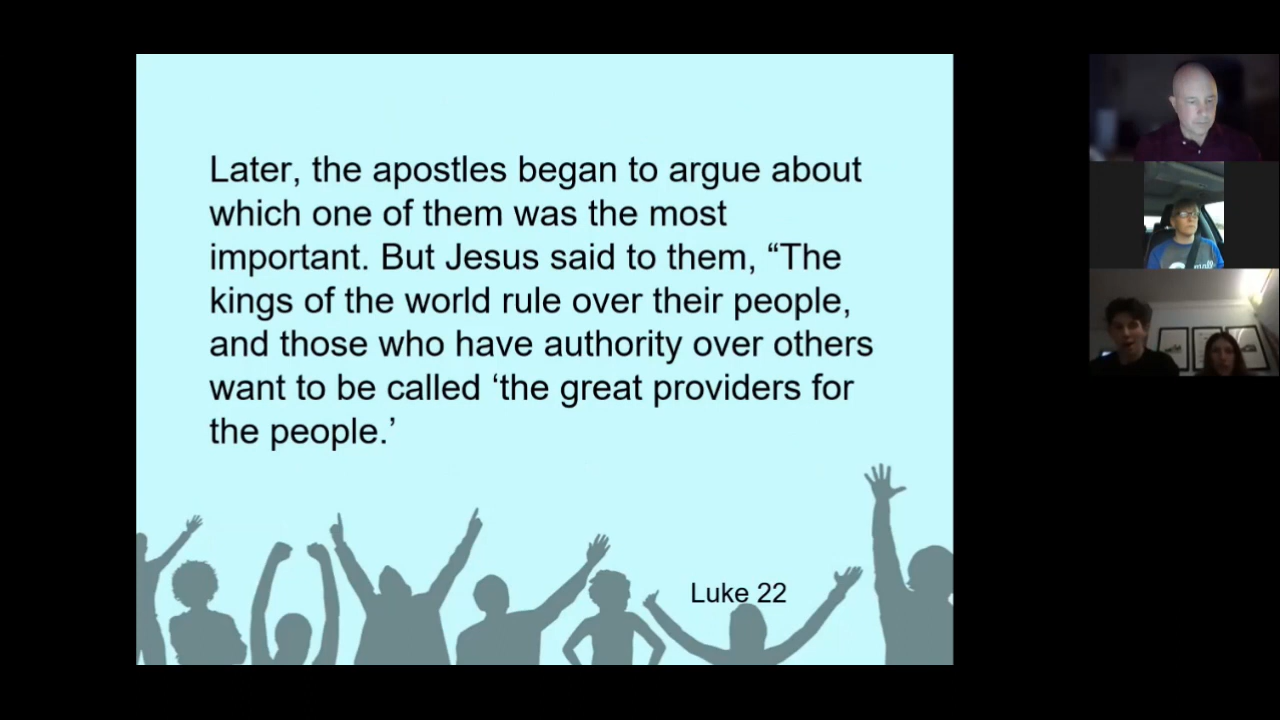 Later, the apostles began to argue about
which one of them was the most
important. But Jesus said to them, “The
kings of the world rule over their people,
and those who have authority over others
want to be called ‘the great providers for
the people.’
Luke 22